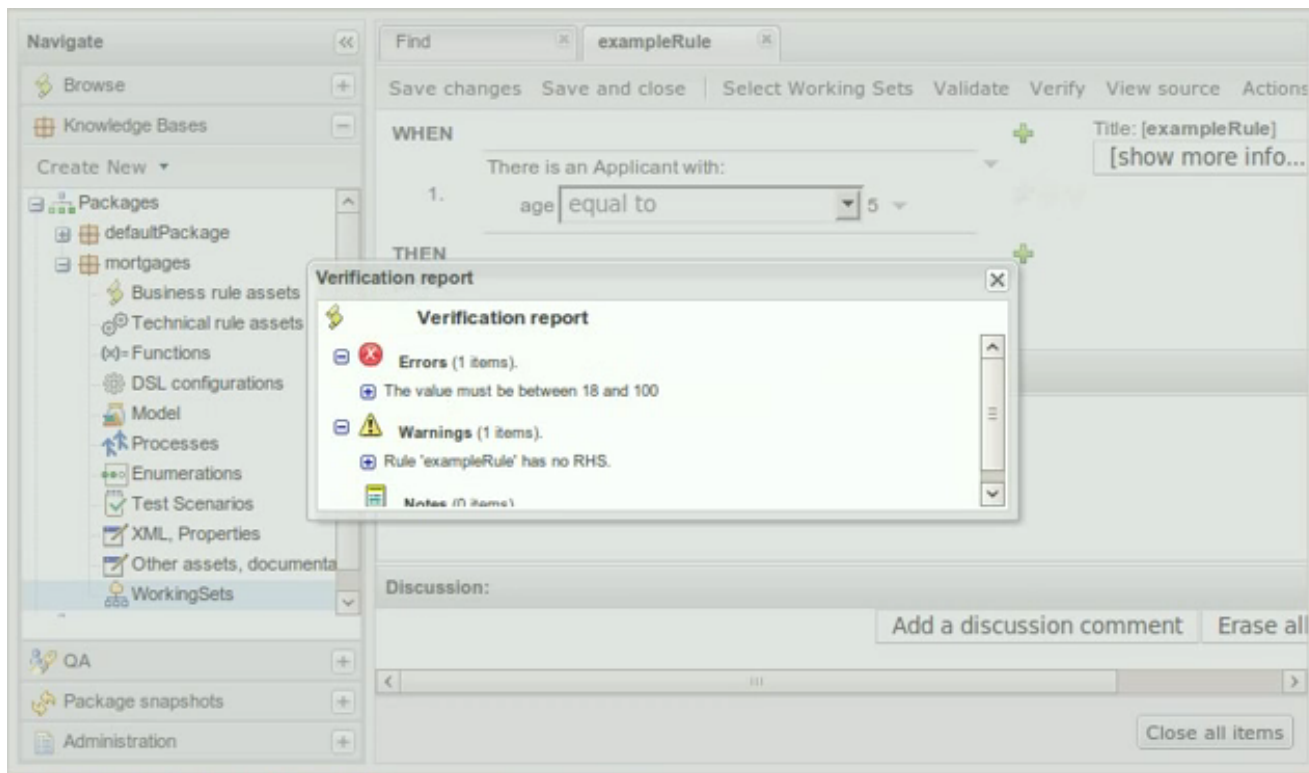 Navigate
Browse
Knowledge Bases
Create New
Packages
defaultPackage
mortgages
Business rule assets
Technical rule assets
(x)= Functions
DSL configurations
Model
Processes
Enumerations
Test Scenarios
XML, Properties
Other assets, documenta
WorkingSets
QA
Package snapshots
Administration
Find
exampleRule
Save changes Save and close Select Working Sets Validate Verify View source Actions
WHEN
Title: [exampleRule]
[show more info...
There is an Applicant with:
1.
age equal to 5
THEN
Verification report
Verification report
Errors (1 items).
The value must be between 18 and 100
Warnings (1 items).
Rule 'exampleRule' has no RHS.
Notes (0 items)
Discussion:
Add a discussion comment Erase all
Close all items